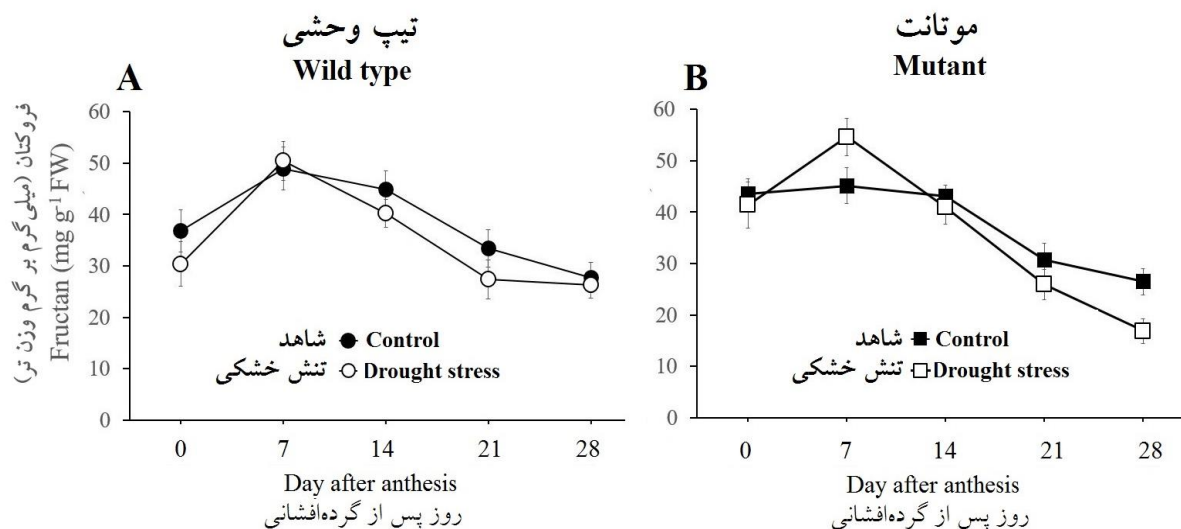 تیپ وحشی
Wild type
A
فروکتان (میلی‌گرم بر گرم وزن تر)
Fructan (mg g-1 FW)
60
50
40
30
20
10
0
شاهد Control
تنش خشکی Drought stress
0 7 14 21 28
Day after anthesis
روز پس از گرده‌افشانی
موتانت
Mutant
B
60
50
40
30
20
10
0
شاهد Control
تنش خشکی Drought stress
0 7 14 21 28
Day after anthesis
روز پس از گرده‌افشانی